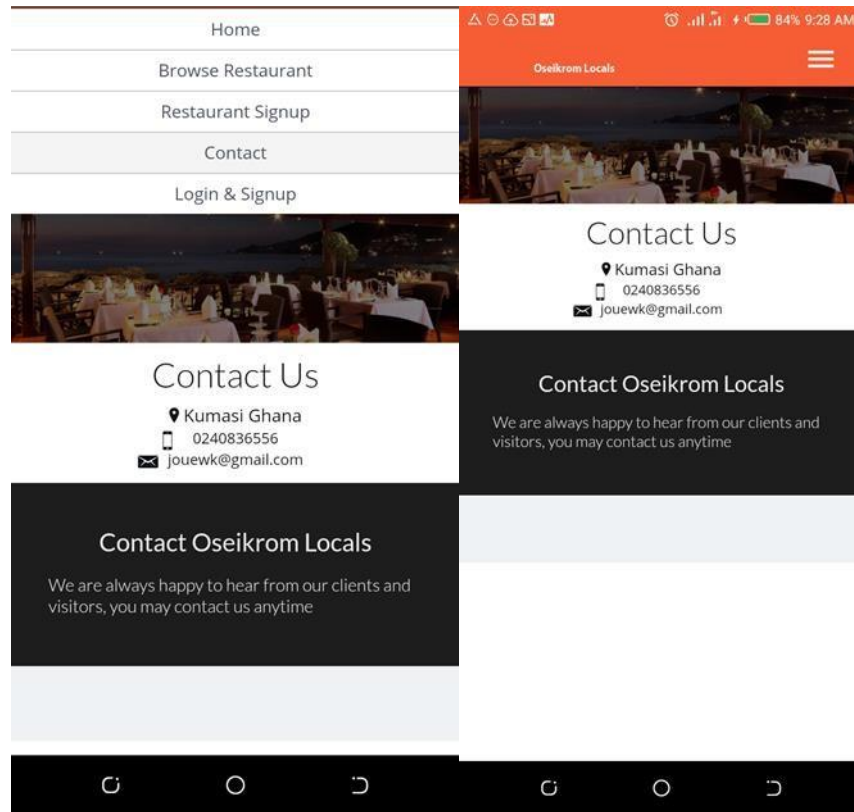 Home
Browse Restaurant
Restaurant Signup
Contact
Login & Signup
Contact Us
Kumasi Ghana
0240836556
jouewk@gmail.com
Contact Oseikrom Locals
We are always happy to hear from our clients and
visitors, you may contact us anytime
84% 9:28 AM
Oseikrom Locals
Contact Us
Kumasi Ghana
0240836556
jouewk@gmail.com
Contact Oseikrom Locals
We are always happy to hear from our clients and
visitors, you may contact us anytime